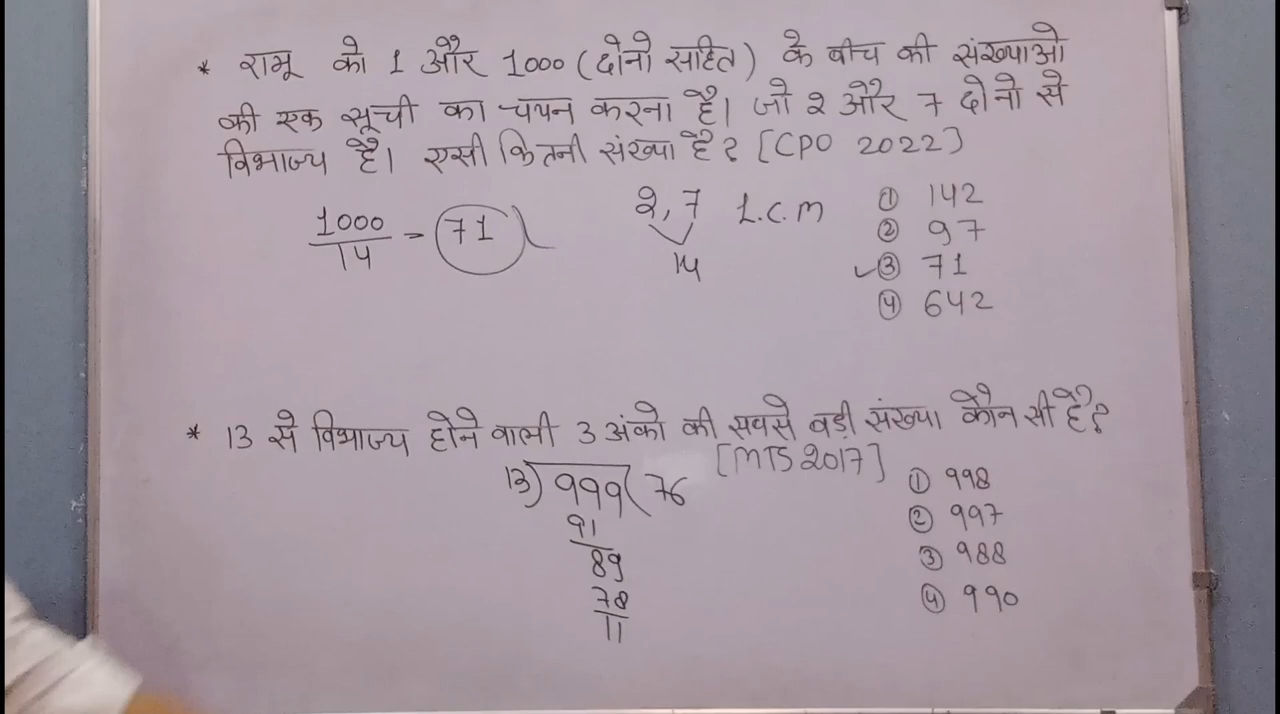 * रामू को 1 और 1000 (दोनो सहित) के बीच की संख्याओ
की एक सूची का चयन करना है। जो 2 और 7 दोनो से
विभाज्य है। एसी कितनी संख्या है? [CPO 2022]
1000/14 = 71
2, 7 L.C.M
14
① 142
② 97
③ 71
④ 642
* 13 से विभाज्य होने वाली 3 अंको की सबसे बड़ी संख्या कौन सी है?
[MTS 2017]
13) 999 ( 76
91
89
78
11
① 998
② 997
③ 988
④ 990